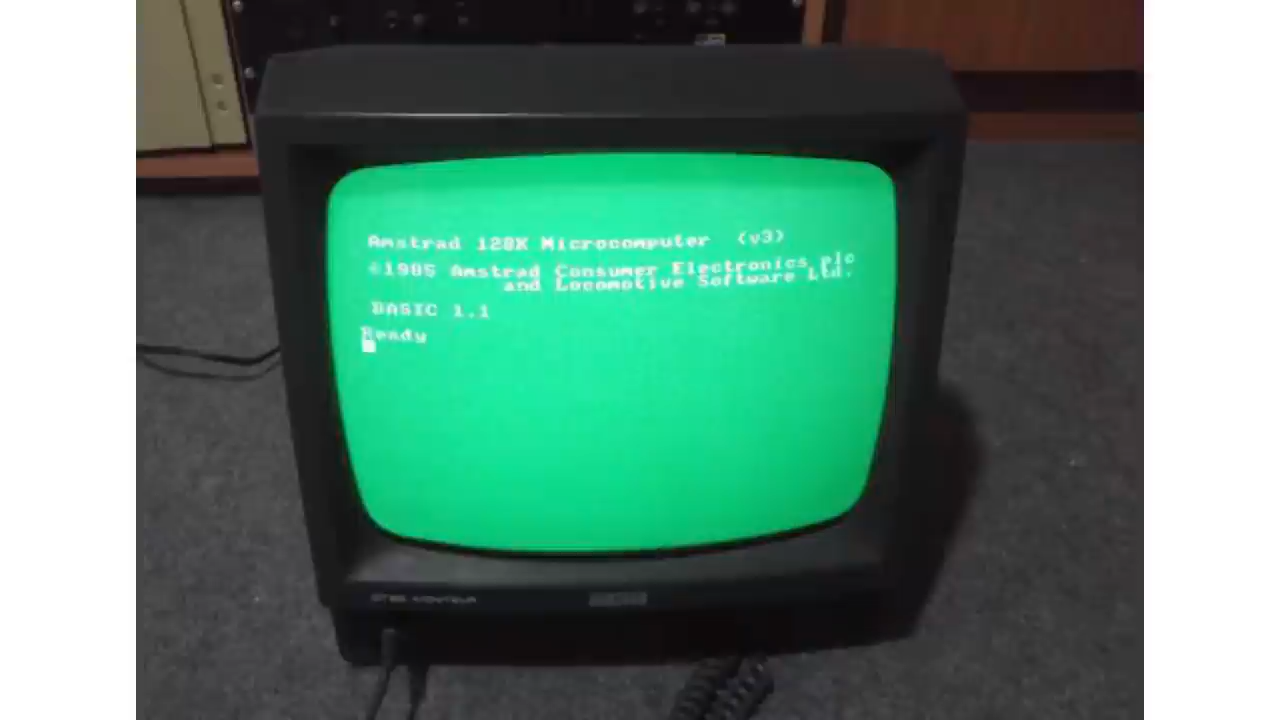 Amstrad 128K Microcomputer (v3)
©1985 Amstrad Consumer Electronics plc
and Locomotive Software Ltd.
BASIC 1.1
Ready